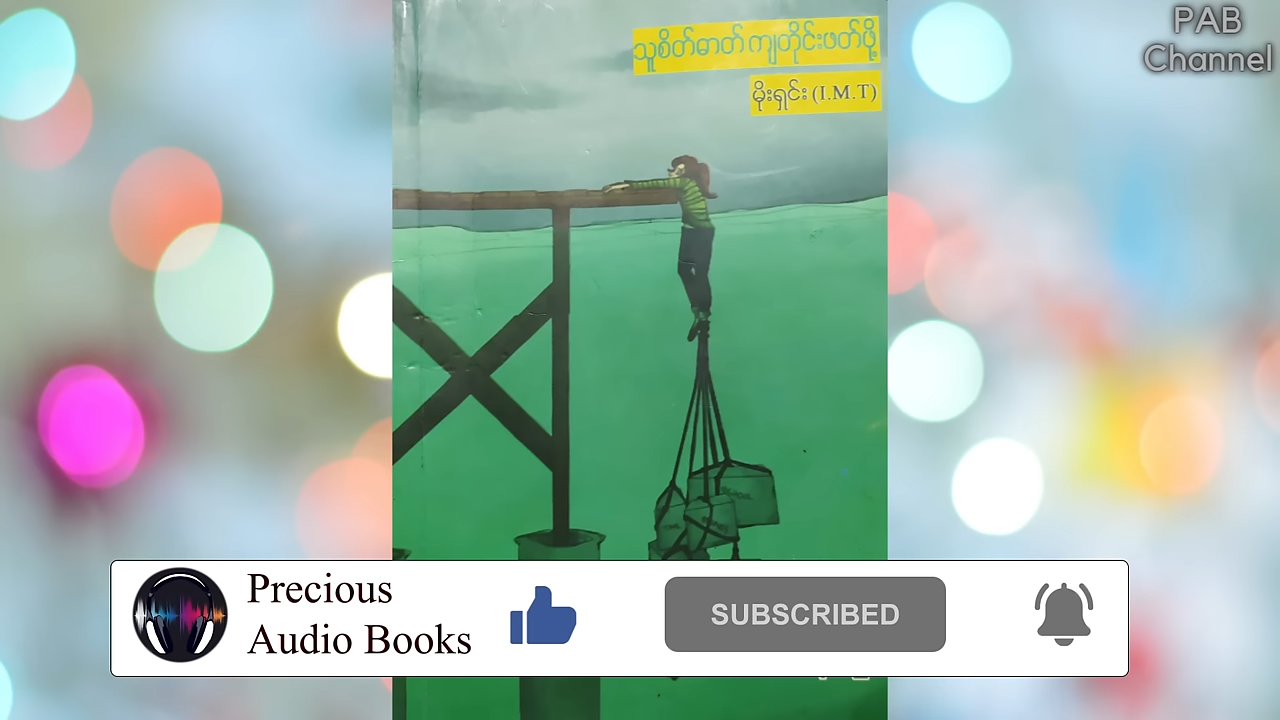 သူစိတ်ဓာတ်ကျတိုင်းဖတ်ဖို့
မိုးရှင်း (I.M.T)
PAB
Channel
Precious
Audio Books
SUBSCRIBED